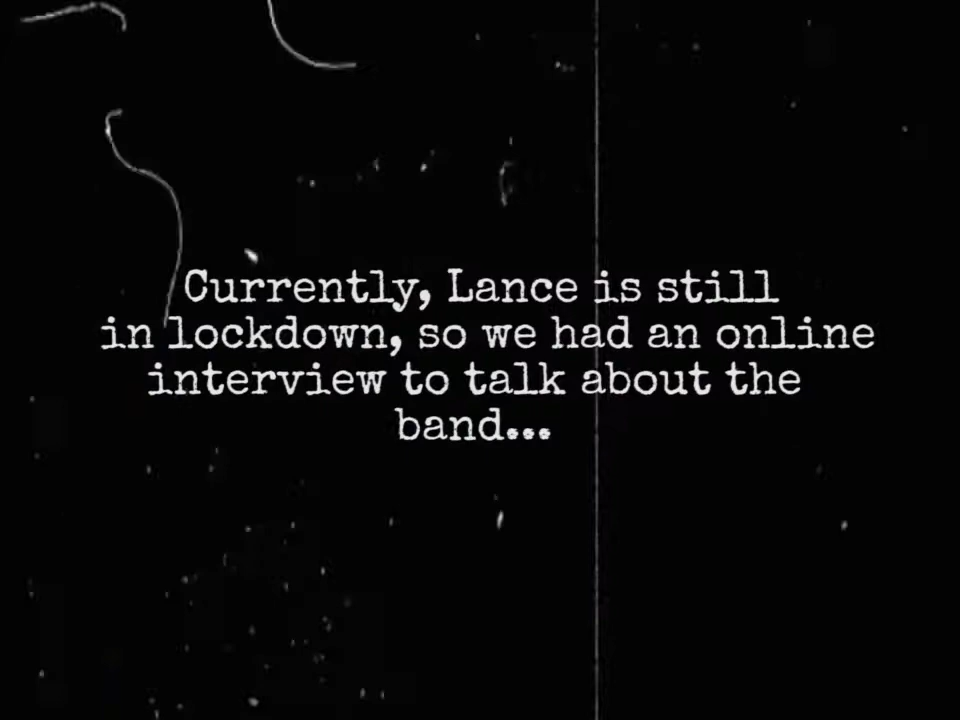 Currently, Lance is still
in lockdown, so we had an online
interview to talk about the
band...